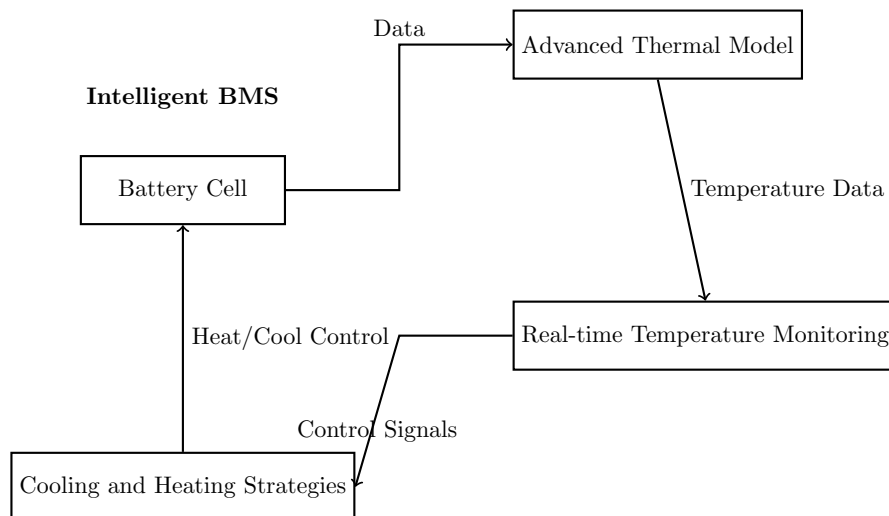 Data
Advanced Thermal Model
Intelligent BMS
Battery Cell
Temperature Data
Heat/Cool Control
Real-time Temperature Monitoring
Control Signals
Cooling and Heating Strategies